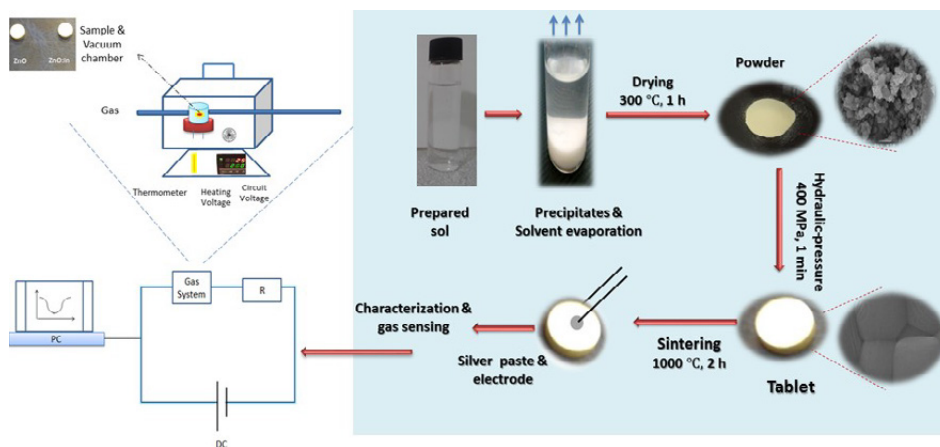 Sample &
Vacuum
chamber
ZnO
ZnO:In
Gas
Thermometer
Heating
Voltage
Circuit
Voltage
Gas
System
R
PC
DC
Prepared
sol
Precipitates &
Solvent evaporation
Drying
300 °C, 1 h
Powder
Hydraulic-pressure
400 MPa, 1 min
Tablet
Sintering
1000 °C, 2 h
Silver paste &
electrode
Characterization &
gas sensing